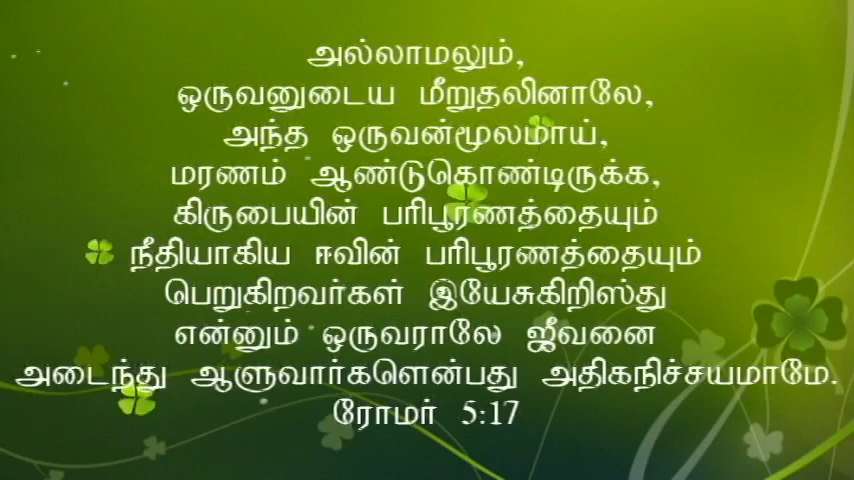 அல்லாமலும்,
ஒருவனுடைய மீறுதலினாலே,
அந்த ஒருவன்மூலமாய்,
மரணம் ஆண்டுகொண்டிருக்க,
கிருபையின் பரிபூரணத்தையும்
நீதியாகிய ஈவின் பரிபூரணத்தையும்
பெறுகிறவர்கள் இயேசுகிறிஸ்து
என்னும் ஒருவராலே ஜீவனை
அடைந்து ஆளுவார்களென்பது அதிகநிச்சயமாமே.
ரோமர் 5:17